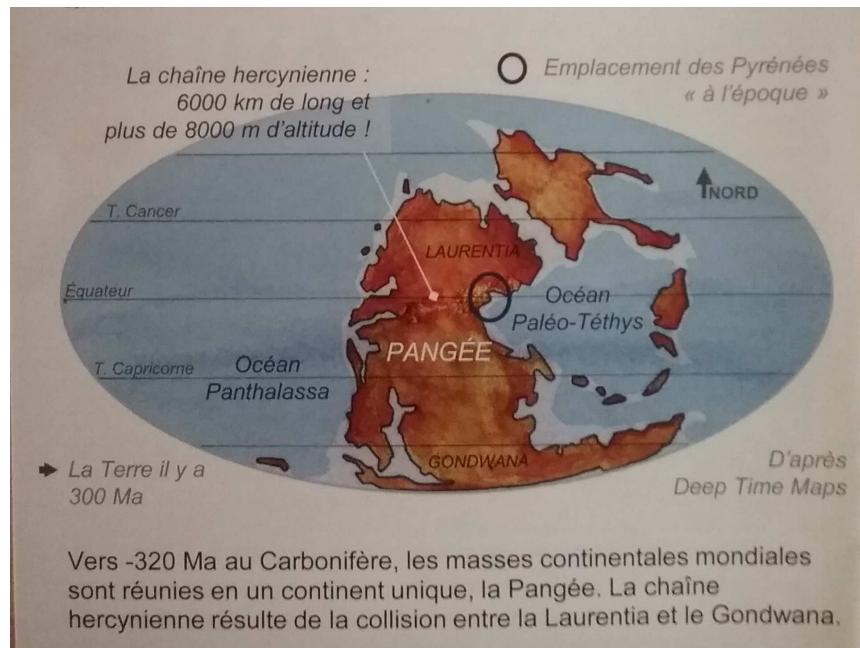 La chaîne hercynienne :
6000 km de long et
plus de 8000 m d'altitude !
Emplacement des Pyrénées
« à l'époque »
NORD
T. Cancer
LAURENTIA
Équateur
Océan
Paléo-Téthys
PANGÉE
T. Capricorne
Océan
Panthalassa
GONDWANA
La Terre il y a
300 Ma
D'après
Deep Time Maps
Vers -320 Ma au Carbonifère, les masses continentales mondiales
sont réunies en un continent unique, la Pangée. La chaîne
hercynienne résulte de la collision entre la Laurentia et le Gondwana.